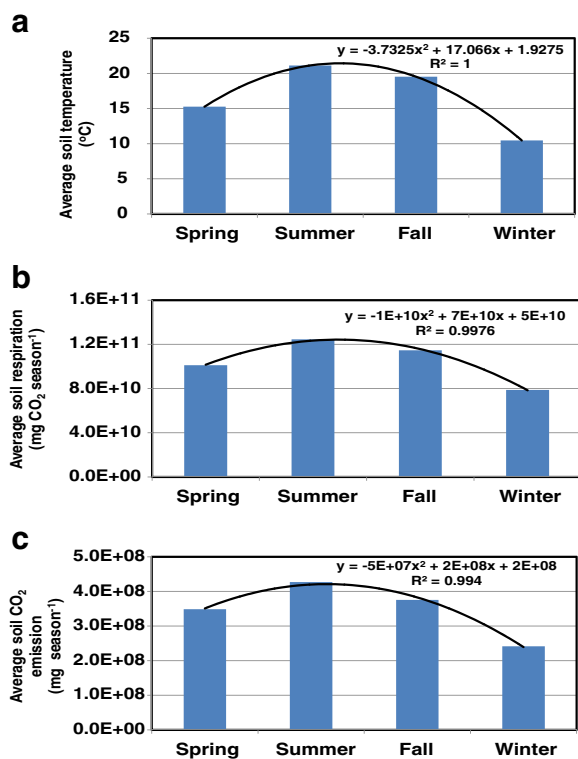 a
y = -3.7325x² + 17.066x + 1.9275
R² = 1
Average soil temperature
(°C)
25
20
15
10
5
0
Spring Summer Fall Winter
b
y = -1E+10x² + 7E+10x + 5E+10
R² = 0.9976
Average soil respiration
(mg CO₂ season⁻¹)
1.6E+11
1.2E+11
8.0E+10
4.0E+10
0.0E+00
Spring Summer Fall Winter
c
y = -5E+07x² + 2E+08x + 2E+08
R² = 0.994
Average soil CO₂
emission
(mg season⁻¹)
5.0E+08
4.0E+08
3.0E+08
2.0E+08
1.0E+08
0.0E+00
Spring Summer Fall Winter